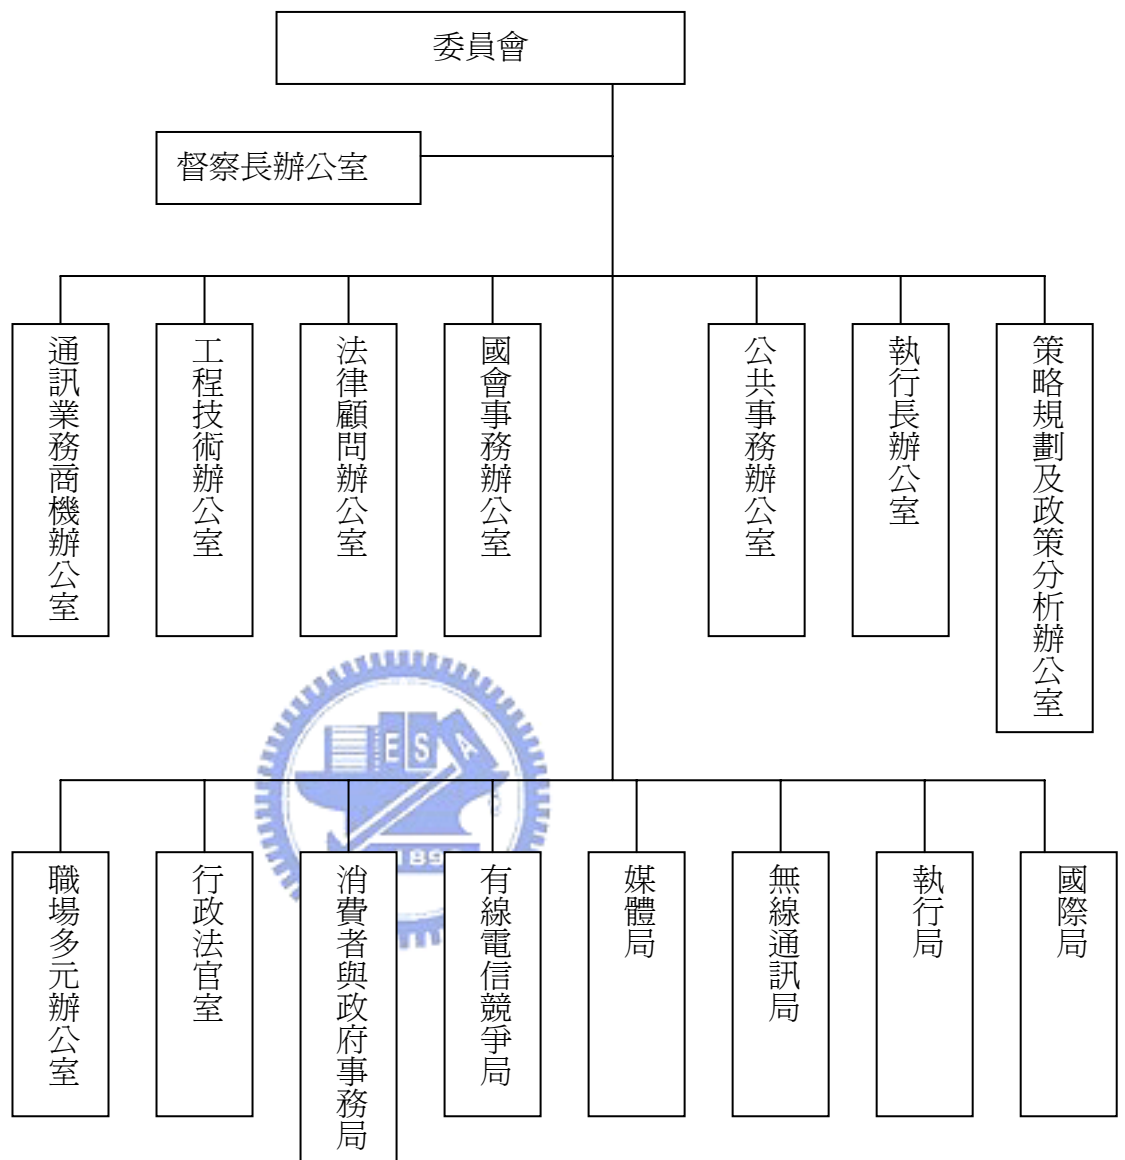 委員會
督察長辦公室
通訊業務商機辦公室
工程技術辦公室
法律顧問辦公室
國會事務辦公室
公共事務辦公室
執行長辦公室
策略規劃及政策分析辦公室
ESA
189
職場多元辦公室
行政法官室
消費者與政府事務局
有線電信競爭局
媒體局
無線通訊局
執行局
國際局